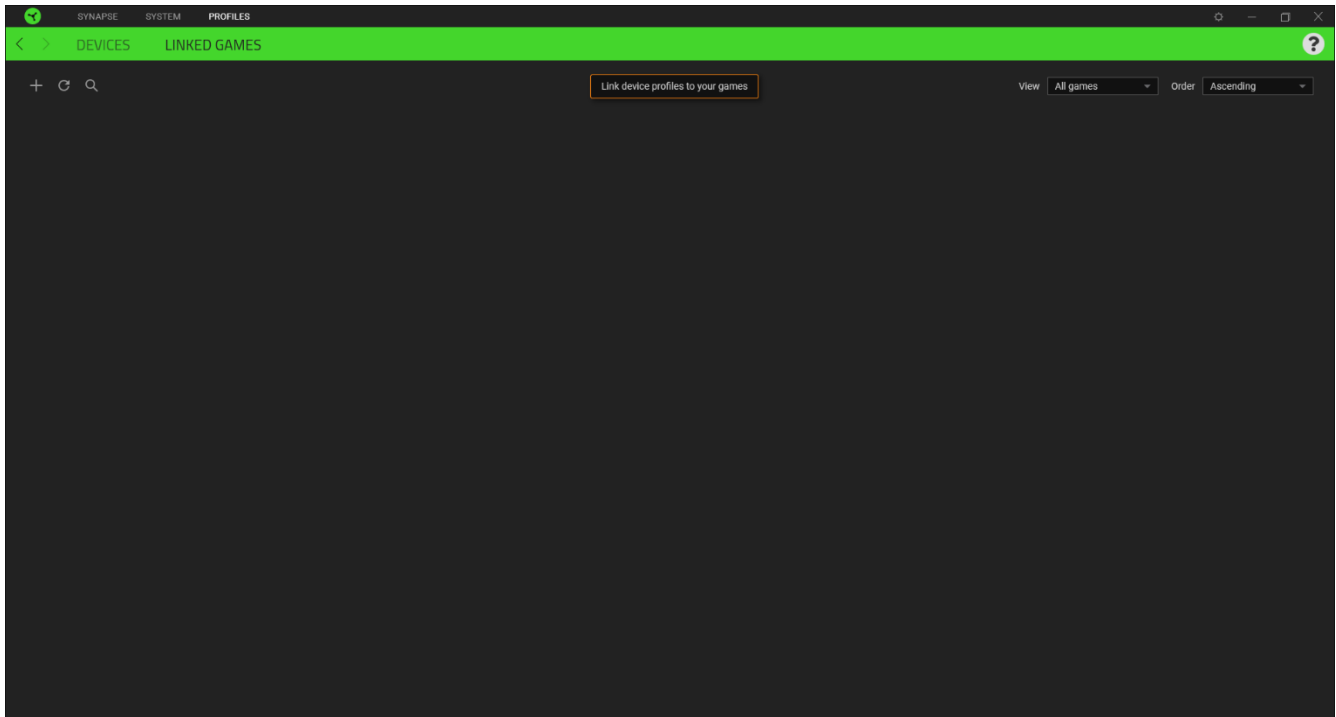 SYNAPSE SYSTEM PROFILES
DEVICES LINKED GAMES ?
Link device profiles to your games View All games Order Ascending